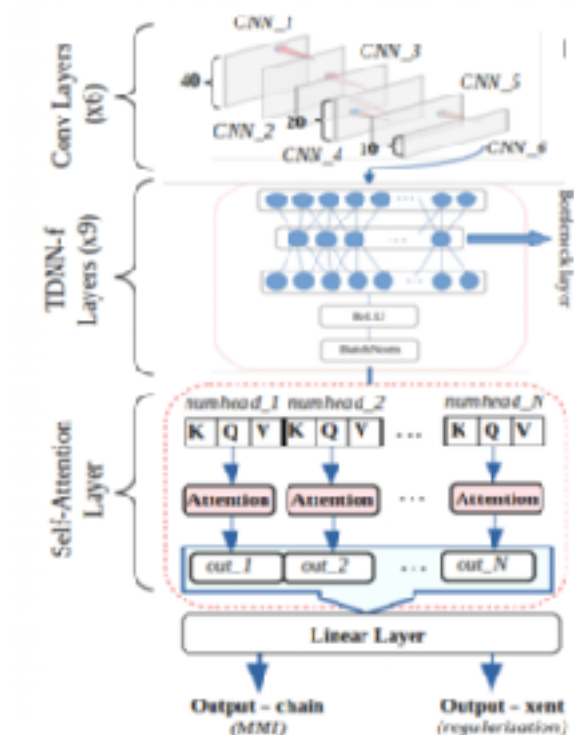 Conv Layers
(x6)
CNN_1
CNN_3
CNN_5
40
CNN_2
20
CNN_4
10
CNN_6
TDNN-f
Layers (x9)
Bottleneck layer
ReLU
BatchNorm
Self-Attention
Layer
numhead_1 numhead_2 numhead_N
K Q V K Q V ... K Q V
Attention Attention ... Attention
out_1 out_2 ... out_N
Linear Layer
Output – chain Output – xent
(MMI) (regularisation)